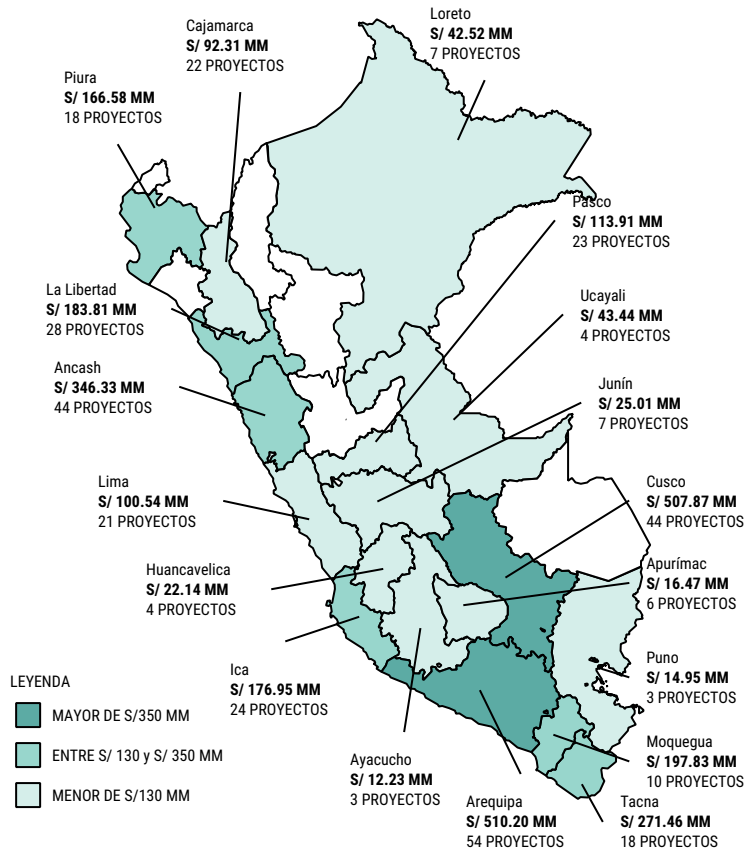 Loreto
S/ 42.52 MM
7 PROYECTOS
Cajamarca
S/ 92.31 MM
22 PROYECTOS
Piura
S/ 166.58 MM
18 PROYECTOS
Pasco
S/ 113.91 MM
23 PROYECTOS
La Libertad
S/ 183.81 MM
28 PROYECTOS
Ucayali
S/ 43.44 MM
4 PROYECTOS
Ancash
S/ 346.33 MM
44 PROYECTOS
Junín
S/ 25.01 MM
7 PROYECTOS
Lima
S/ 100.54 MM
21 PROYECTOS
Cusco
S/ 507.87 MM
44 PROYECTOS
Huancavelica
S/ 22.14 MM
4 PROYECTOS
Apurímac
S/ 16.47 MM
6 PROYECTOS
Ica
S/ 176.95 MM
24 PROYECTOS
Puno
S/ 14.95 MM
3 PROYECTOS
LEYENDA
MAYOR DE S/350 MM
ENTRE S/ 130 y S/ 350 MM
MENOR DE S/130 MM
Moquegua
S/ 197.83 MM
10 PROYECTOS
Ayacucho
S/ 12.23 MM
3 PROYECTOS
Arequipa
S/ 510.20 MM
54 PROYECTOS
Tacna
S/ 271.46 MM
18 PROYECTOS